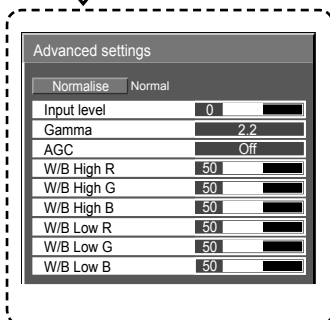 Advanced settings
Normalise Normal
Input level 0
Gamma 2.2
AGC Off
W/B High R 50
W/B High G 50
W/B High B 50
W/B Low R 50
W/B Low G 50
W/B Low B 50